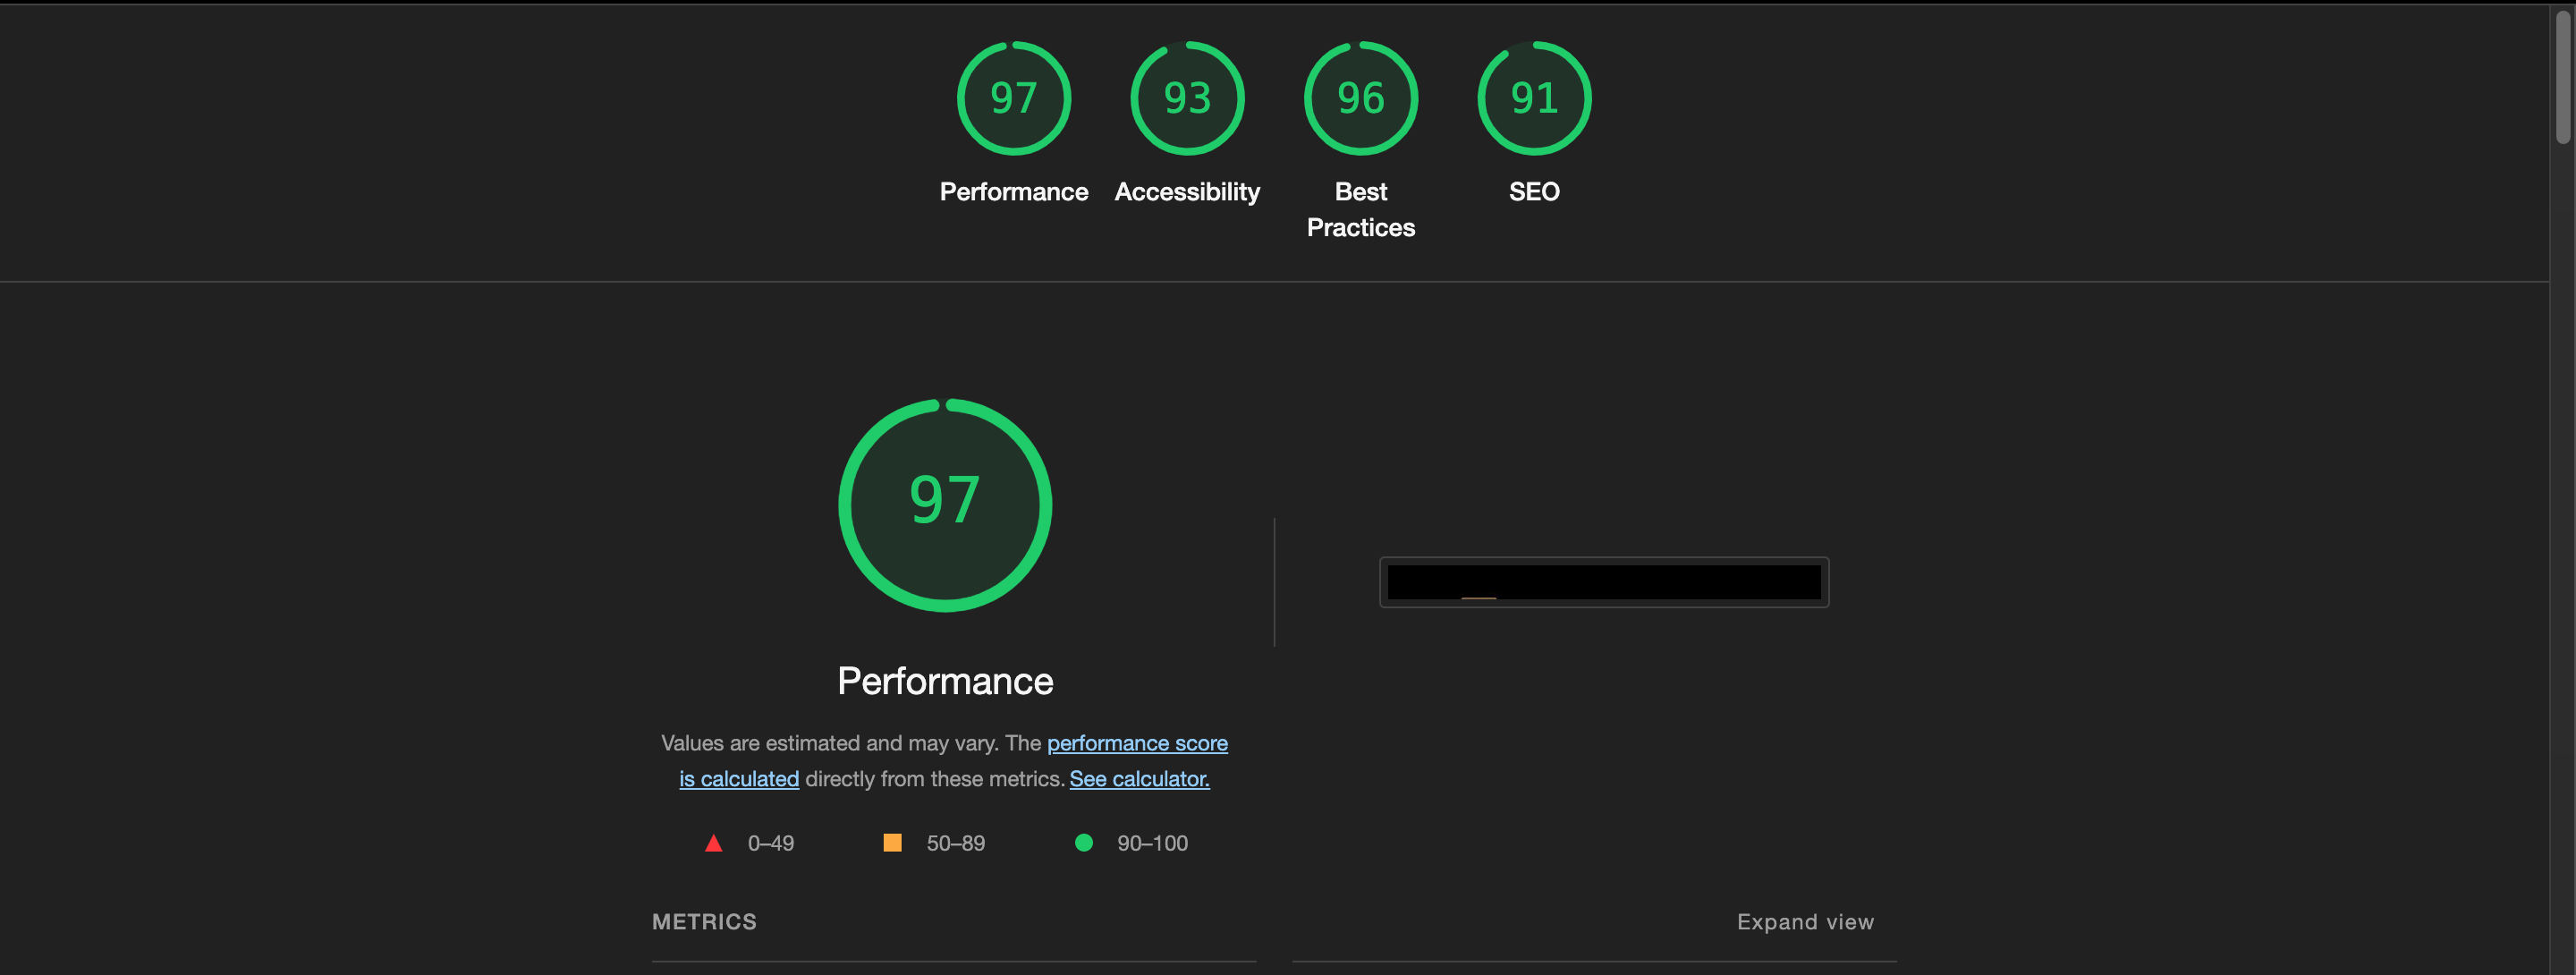 97
93
96
91
Performance
Accessibility
Best
Practices
SEO
97
Performance
Values are estimated and may vary. The performance score
is calculated directly from these metrics. See calculator.
0–49
50–89
90–100
METRICS
Expand view